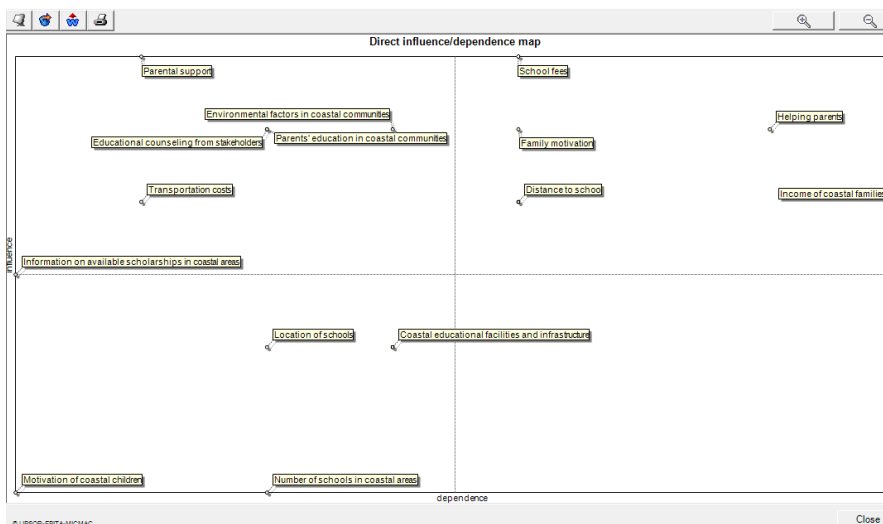 Direct influence/dependence map
Parental support
School fees
Environmental factors in coastal communities
Helping parents
Educational counseling from stakeholders
Parents' education in coastal communities
Family motivation
Transportation costs
Distance to school
Income of coastal families
influence
Information on available scholarships in coastal areas
Location of schools
Coastal educational facilities and infrastructure
Motivation of coastal children
Number of schools in coastal areas
dependence
© LIPSOR-EPITA-MICMAC
Close